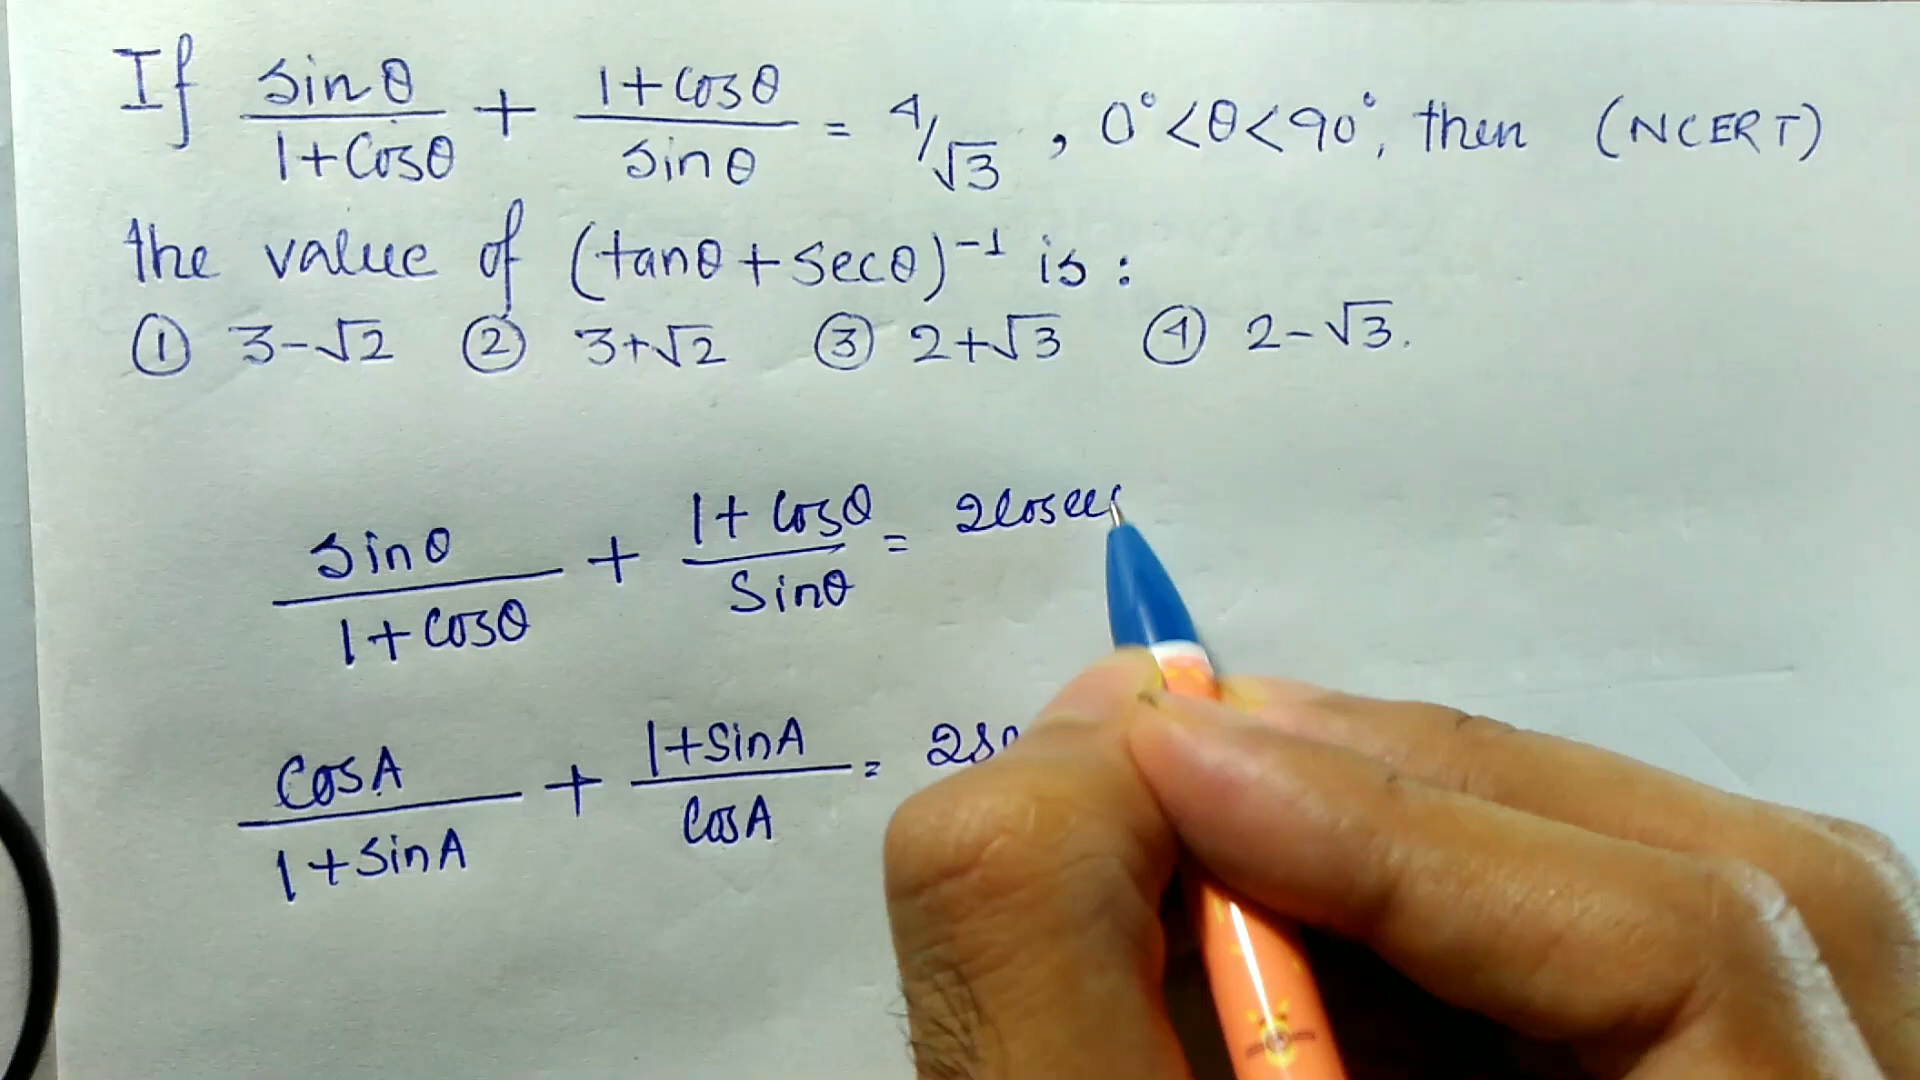 If sinθ/1+Cosθ + 1+cosθ/sinθ = 4/√3, 0°<θ<90°, then (NCERT)
the value of (tanθ+secθ)⁻¹ is :
① 3-√2 ② 3+√2 ③ 2+√3 ④ 2-√3.
sinθ/1+cosθ + 1+cosθ/Sinθ = 2cosec
CosA/1+sinA + 1+sinA/CosA =